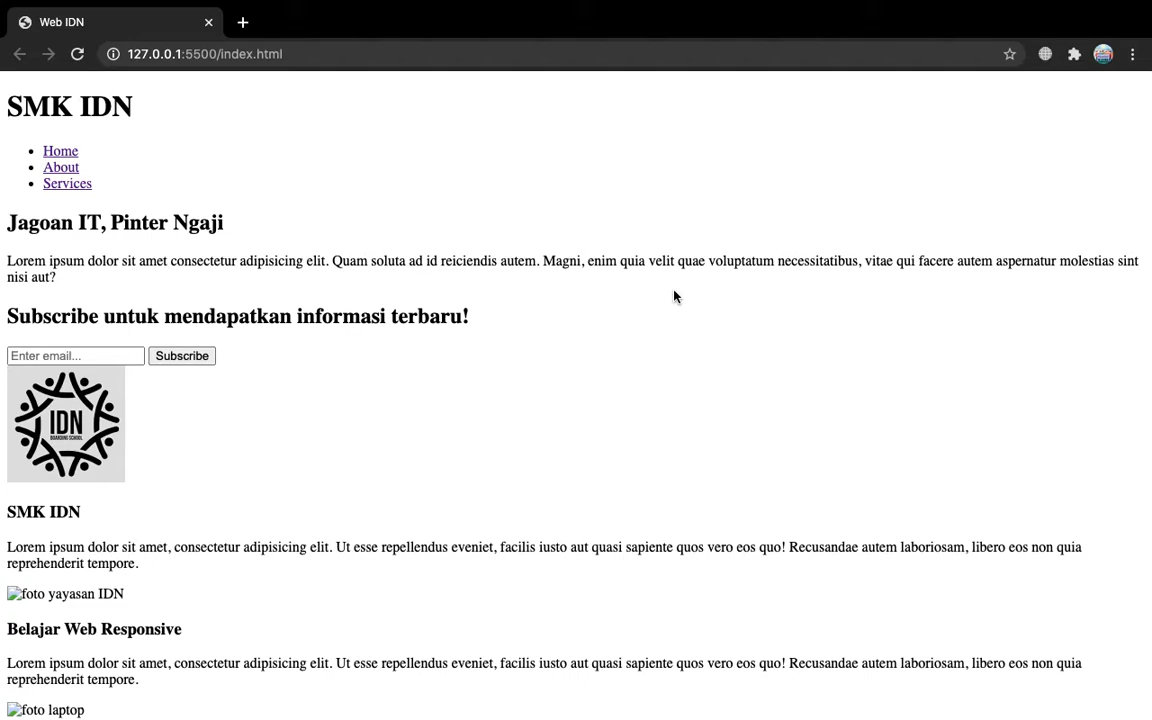 Web IDN
127.0.0.1:5500/index.html
SMK IDN
Home
About
Services
Jagoan IT, Pinter Ngaji
Lorem ipsum dolor sit amet consectetur adipisicing elit. Quam soluta ad id reiciendis autem. Magni, enim quia velit quae voluptatum necessitatibus, vitae qui facere autem aspernatur molestias sint
nisi aut?
Subscribe untuk mendapatkan informasi terbaru!
Enter email... Subscribe
IDN
BOARDING SCHOOL
SMK IDN
Lorem ipsum dolor sit amet, consectetur adipisicing elit. Ut esse repellendus eveniet, facilis iusto aut quasi sapiente quos vero eos quo! Recusandae autem laboriosam, libero eos non quia
reprehenderit tempore.
foto yayasan IDN
Belajar Web Responsive
Lorem ipsum dolor sit amet, consectetur adipisicing elit. Ut esse repellendus eveniet, facilis iusto aut quasi sapiente quos vero eos quo! Recusandae autem laboriosam, libero eos non quia
reprehenderit tempore.
foto laptop